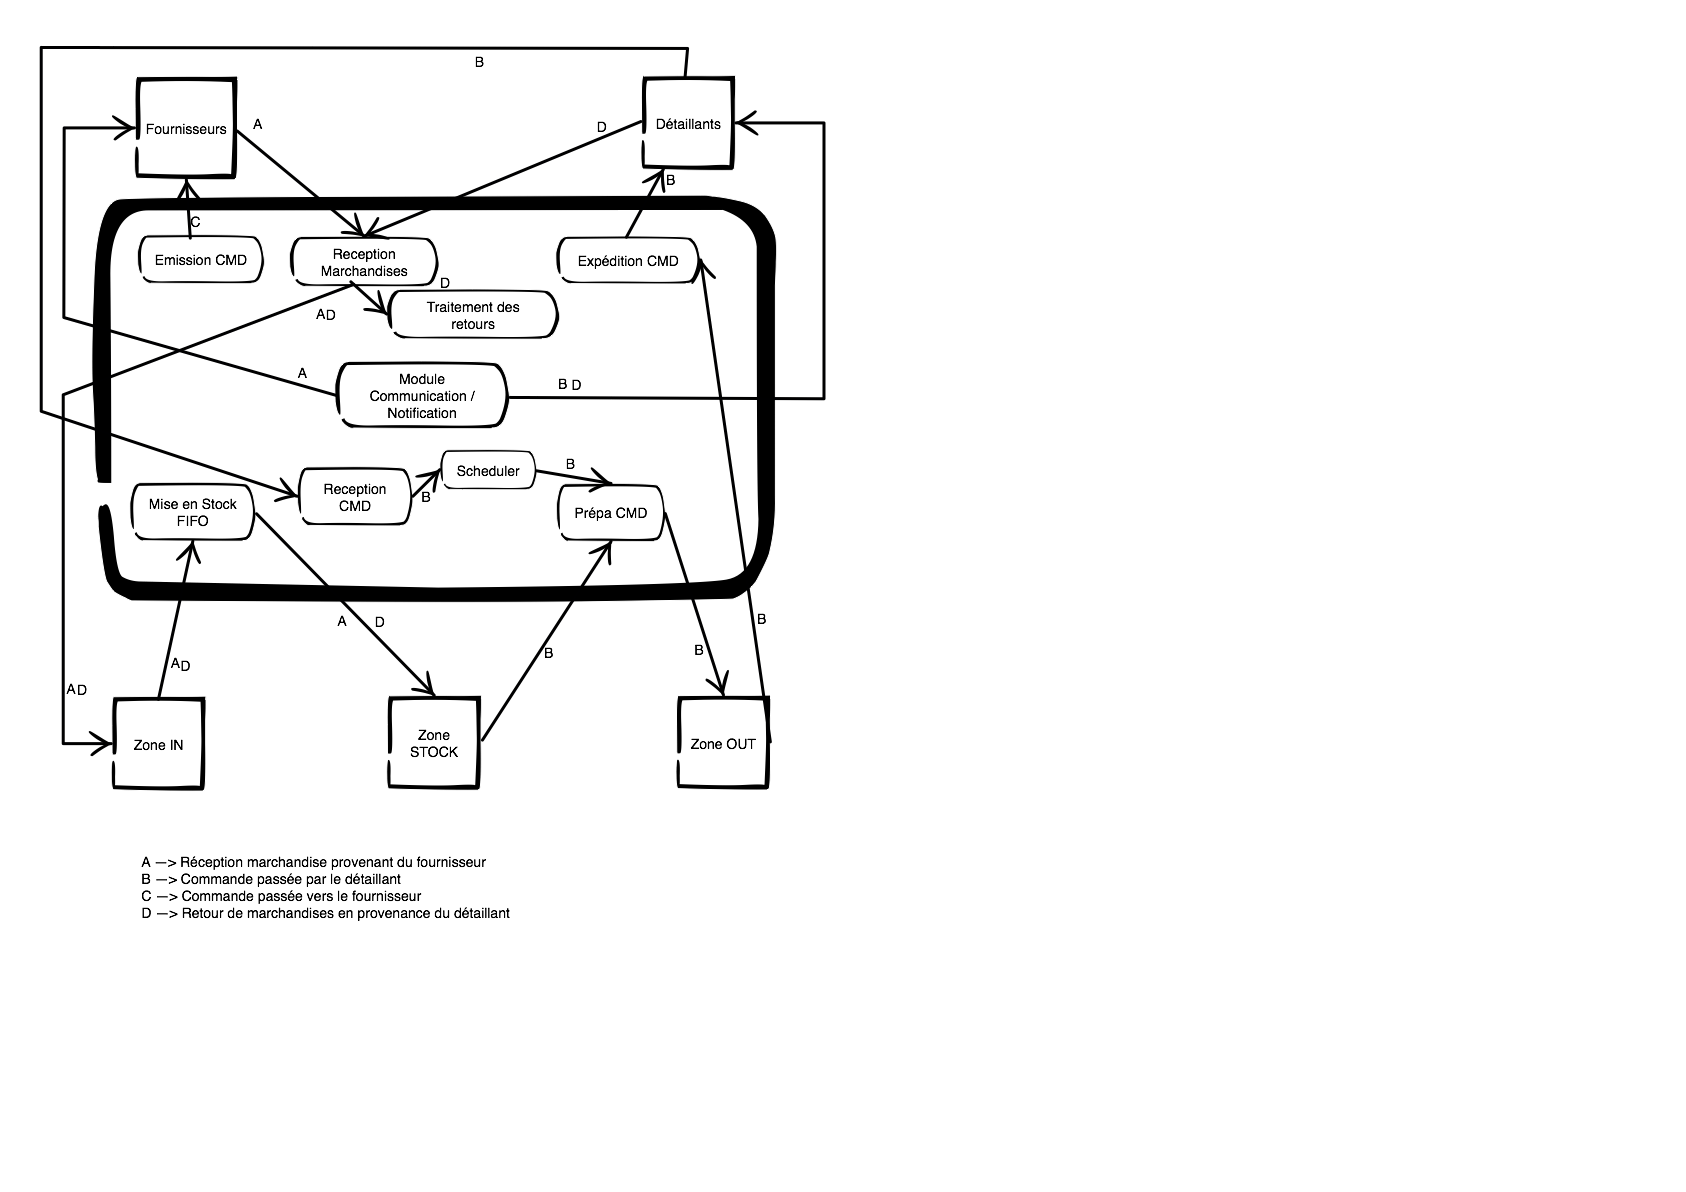 B
Fournisseurs
A
D
Détaillants
B
C
Emission CMD
Reception
Marchandises
Expédition CMD
D
AD
Traitement des
retours
A
Module
Communication /
Notification
B D
Scheduler
B
Reception
CMD
B
Mise en Stock
FIFO
Prépa CMD
A
D
B
B
B
AD
AD
Zone IN
Zone
STOCK
Zone OUT
A —> Réception marchandise provenant du fournisseur
B —> Commande passée par le détaillant
C —> Commande passée vers le fournisseur
D —> Retour de marchandises en provenance du détaillant